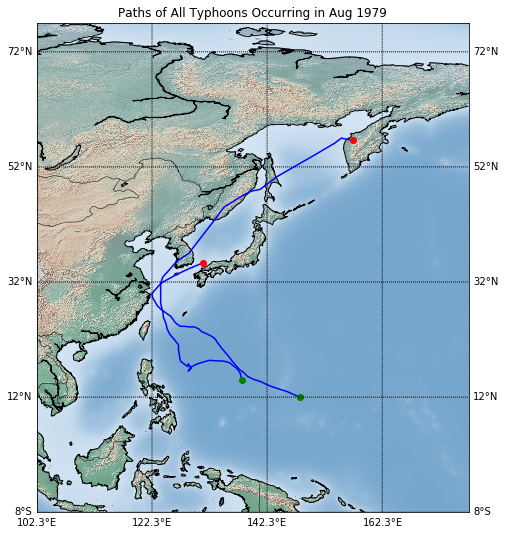 Paths of All Typhoons Occurring in Aug 1979
72°N 72°N
52°N 52°N
32°N 32°N
12°N 12°N
8°S 8°S
102.3°E 122.3°E 142.3°E 162.3°E